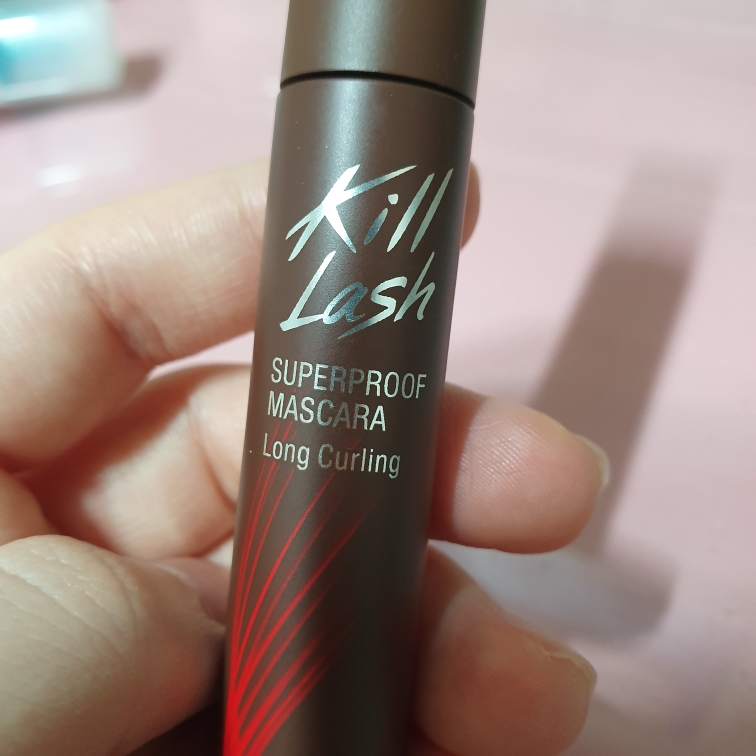 Kill
Lash
SUPERPROOF
MASCARA
Long Curling